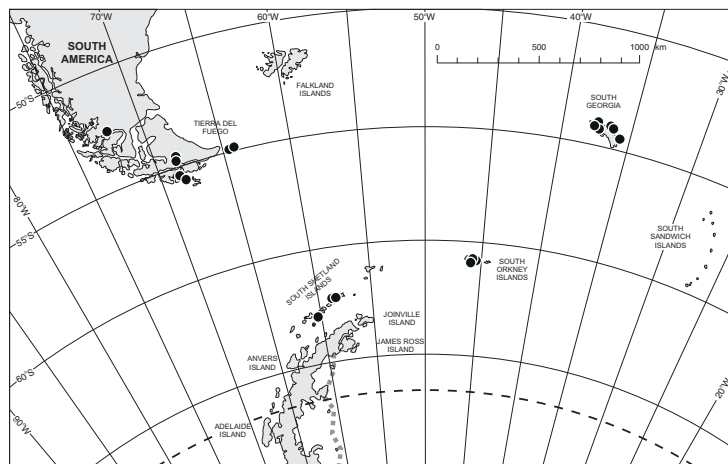 70°W
60°W
50°W
40°W
SOUTH
AMERICA
0
500
1000
km
30°W
FALKLAND
ISLANDS
50°S
SOUTH
GEORGIA
TIERRA DEL
FUEGO
80°W
55°S
SOUTH
SANDWICH
ISLANDS
SOUTH SHETLAND
ISLANDS
SOUTH
ORKNEY
ISLANDS
JOINVILLE
ISLAND
JAMES ROSS
ISLAND
ANVERS
ISLAND
60°S
20°W
90°W
ADELAIDE
ISLAND